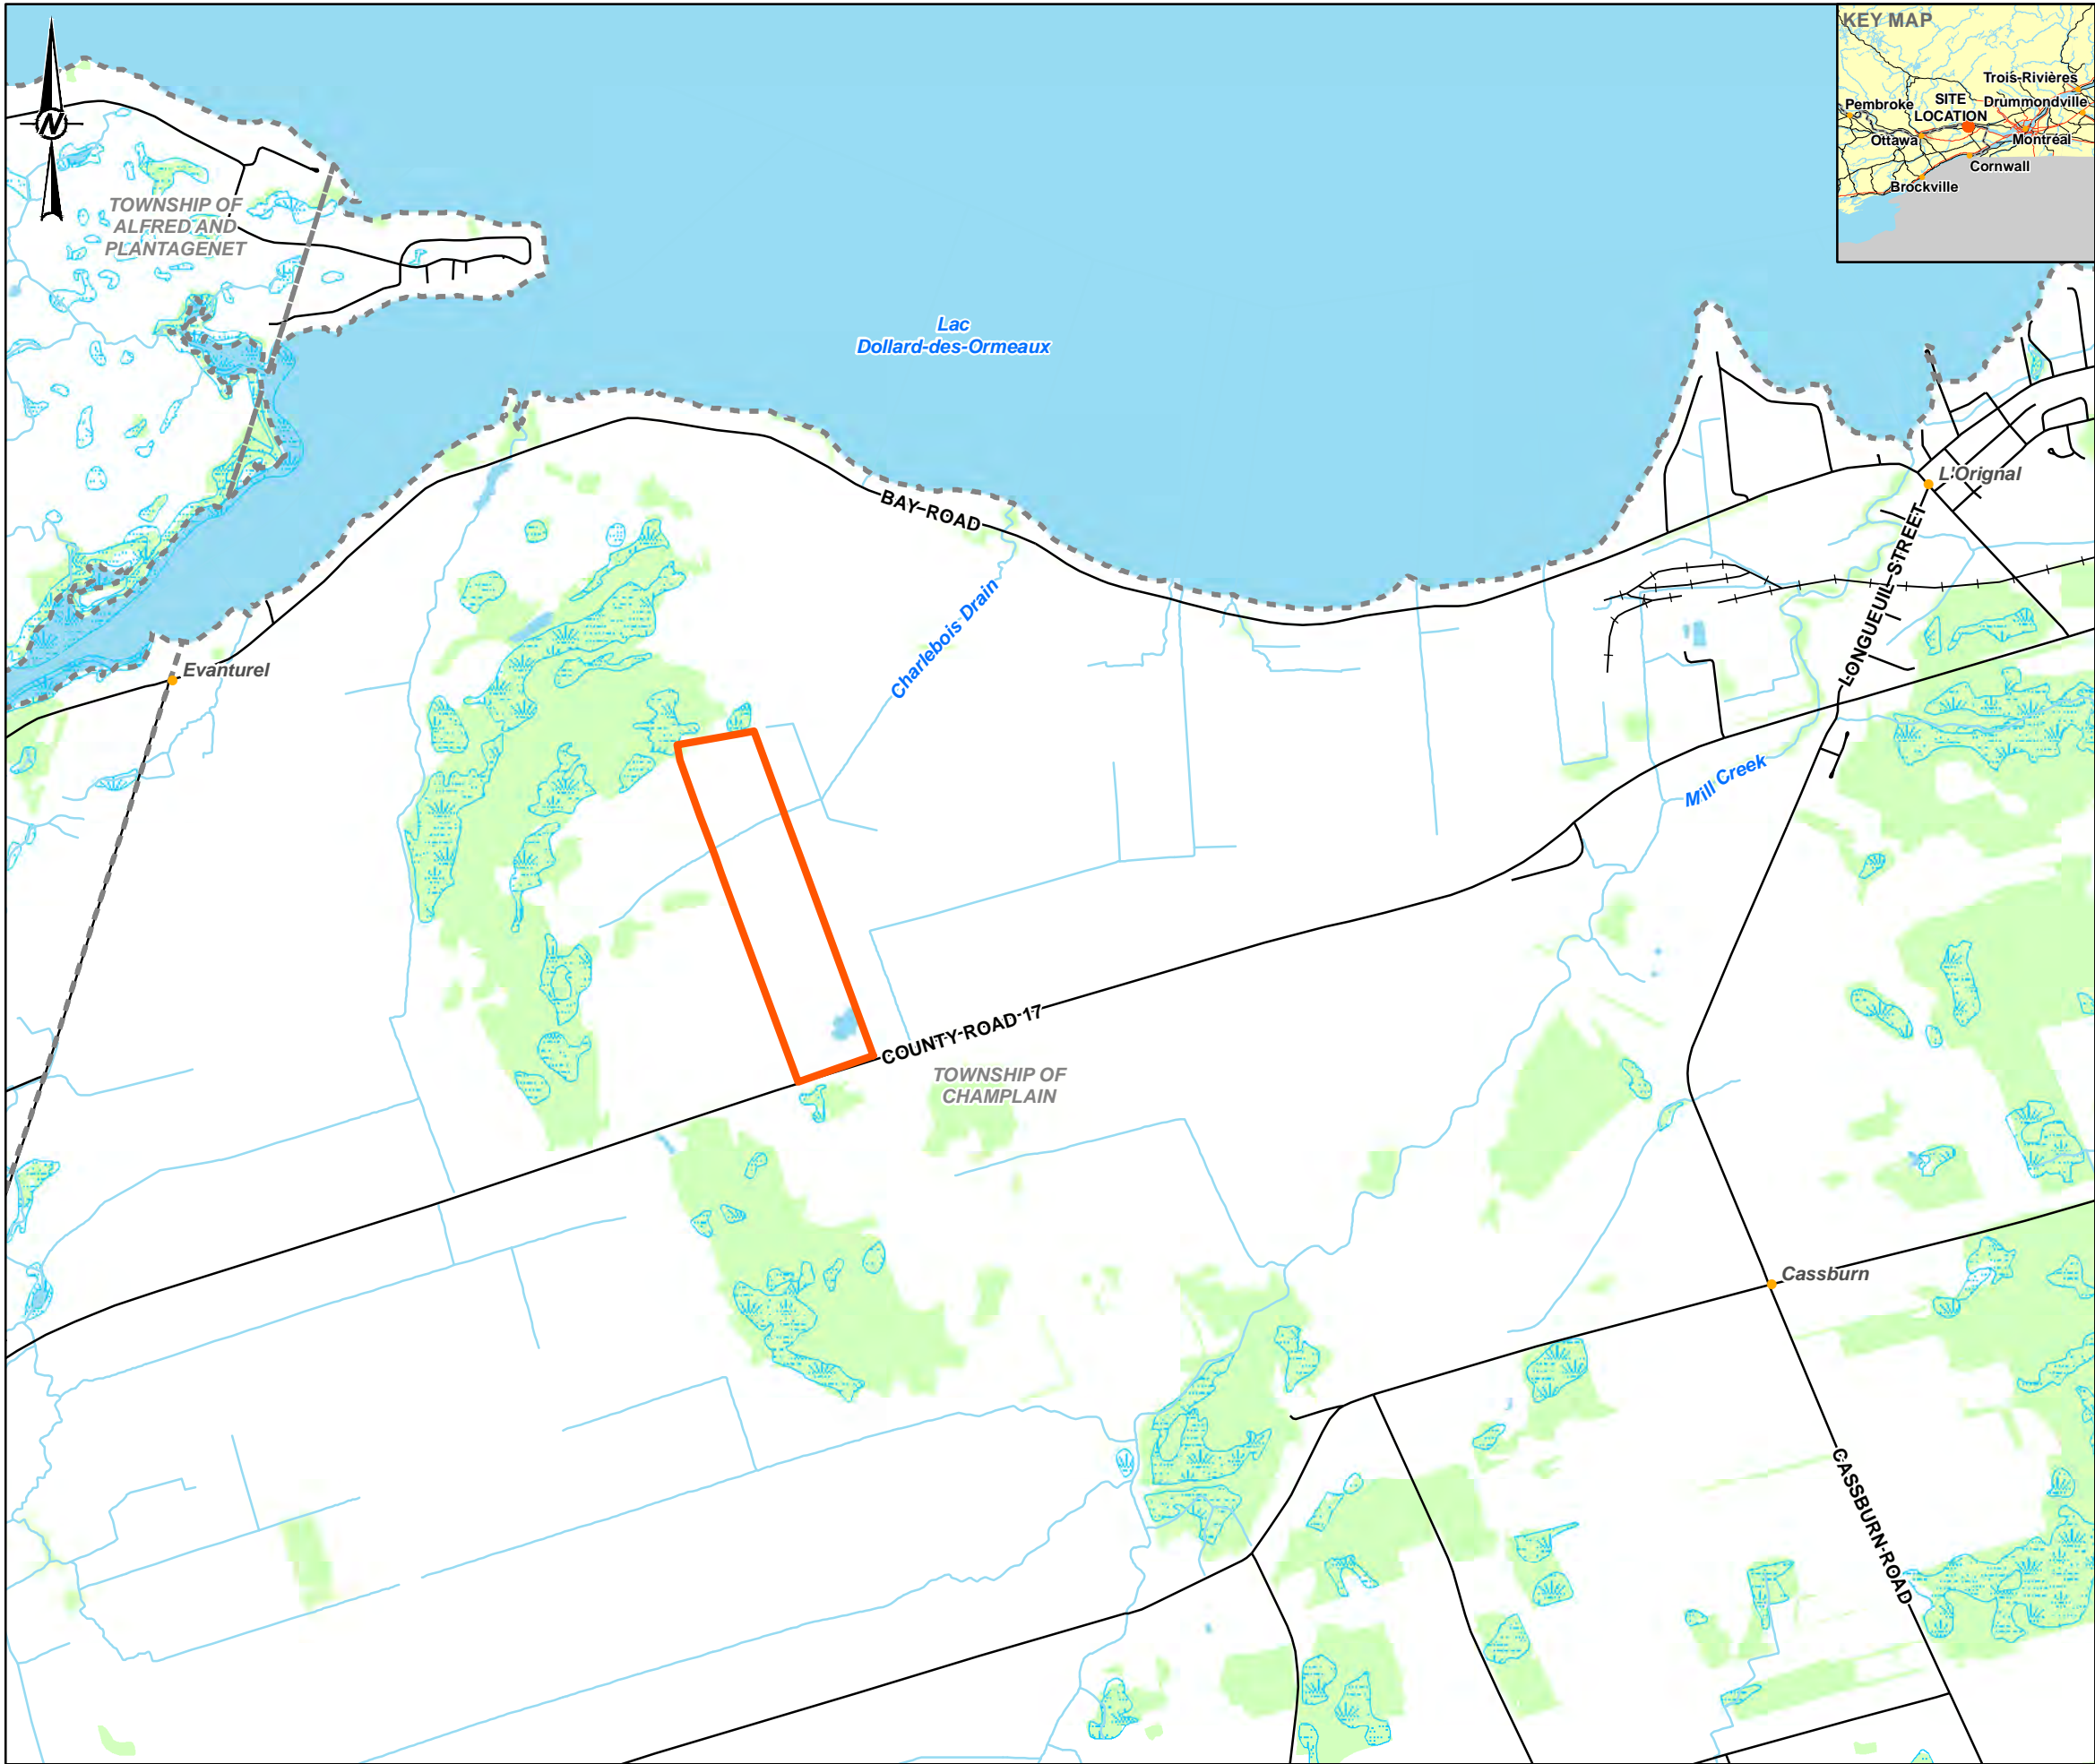 KEY MAP
Trois-Rivières
Pembroke
SITE
LOCATION
Drummondville
Ottawa
Montréal
Cornwall
Brockville
N
TOWNSHIP OF
ALFRED AND
PLANTAGENET
Lac
Dollard-des-Ormeaux
L'Orignal
BAY ROAD
LONGUEUIL STREET
Charlebois Drain
Evanturel
Mill Creek
COUNTY ROAD 17
TOWNSHIP OF
CHAMPLAIN
Cassburn
CASSBURN ROAD